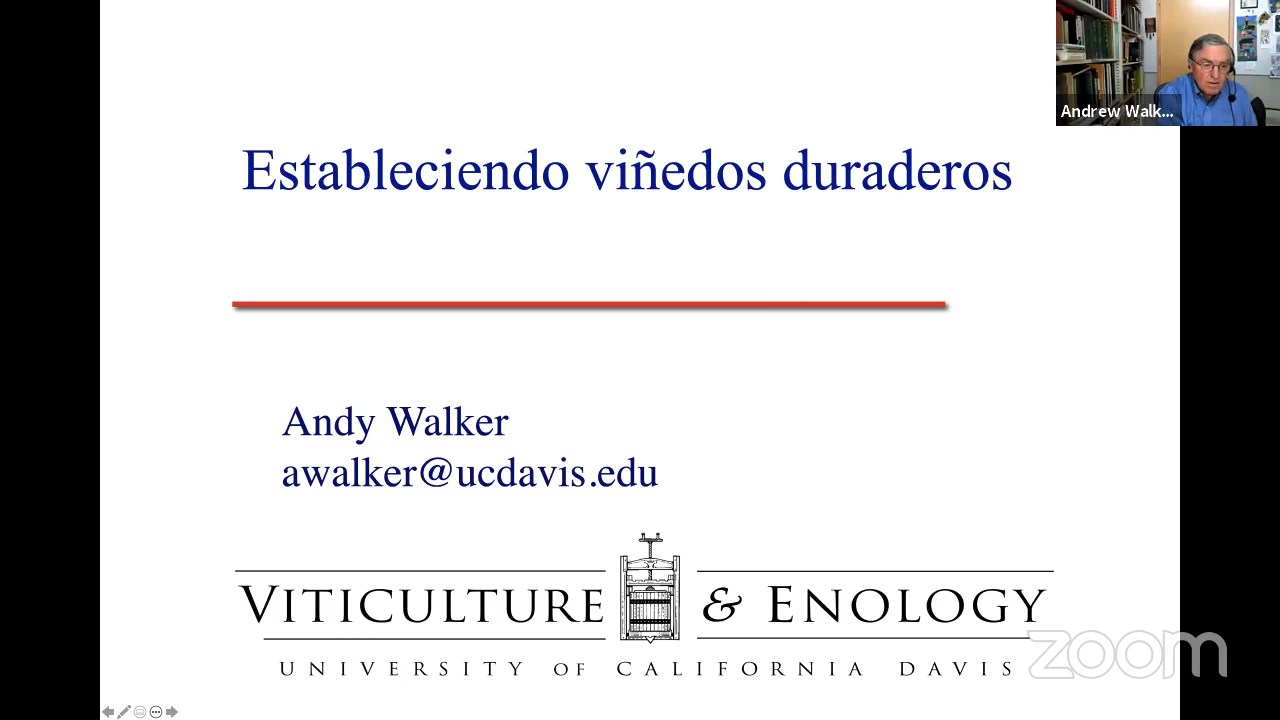 Andrew Walk...
Estableciendo viñedos duraderos
Andy Walker
awalker@ucdavis.edu
VITICULTURE & ENOLOGY
UNIVERSITY OF CALIFORNIA DAVIS
zoom